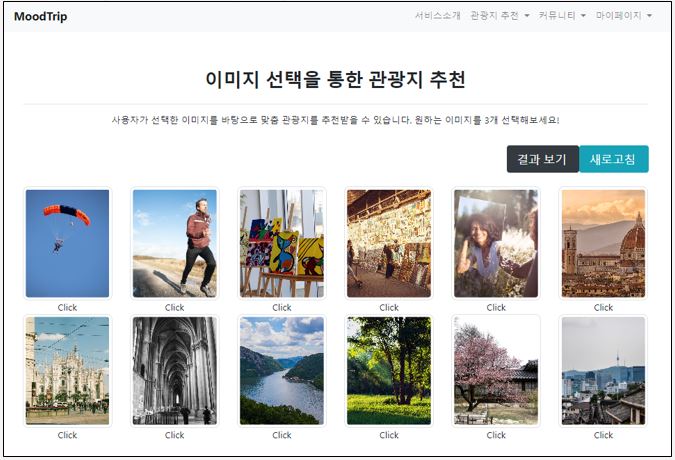 MoodTrip
서비스소개 관광지 추천 커뮤니티 마이페이지
이미지 선택을 통한 관광지 추천
사용자가 선택한 이미지를 바탕으로 맞춤 관광지를 추천받을 수 있습니다. 원하는 이미지를 3개 선택해보세요!
결과 보기 새로고침
Click Click Click Click Click Click
Click Click Click Click Click Click